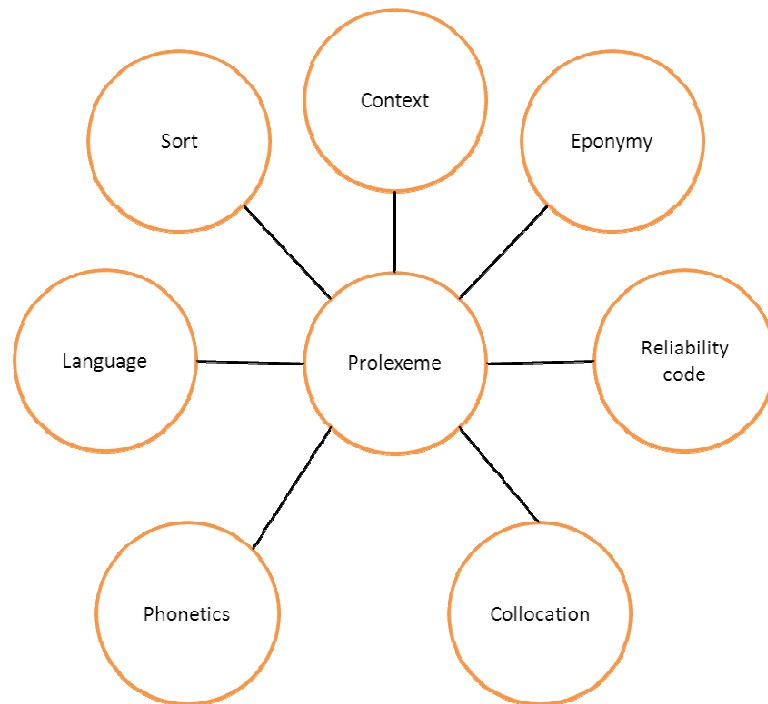 Context
Sort
Eponymy
Language
Prolexeme
Reliability
code
Phonetics
Collocation